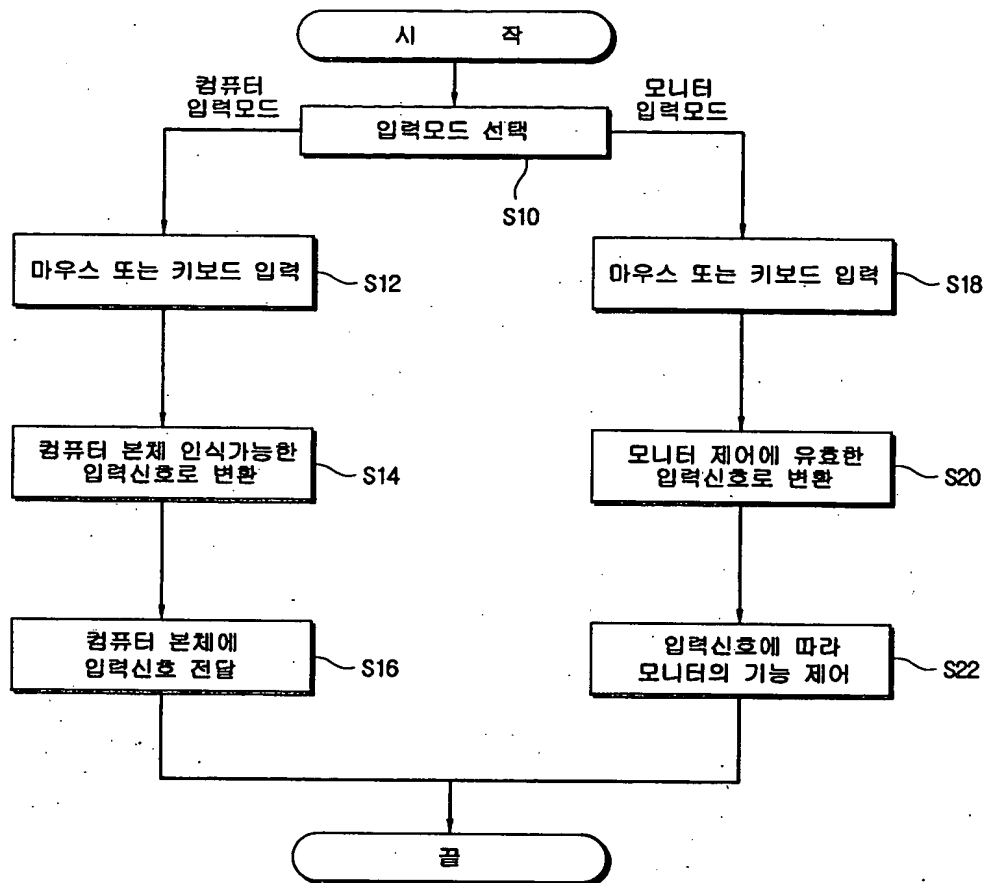 시 작
컴퓨터
입력모드
모니터
입력모드
입력모드 선택
S10
마우스 또는 키보드 입력
S12
마우스 또는 키보드 입력
S18
컴퓨터 본체 인식가능한
입력신호로 변환
S14
모니터 제어에 유효한
입력신호로 변환
S20
컴퓨터 본체에
입력신호 전달
S16
입력신호에 따라
모니터의 기능 제어
S22
끝